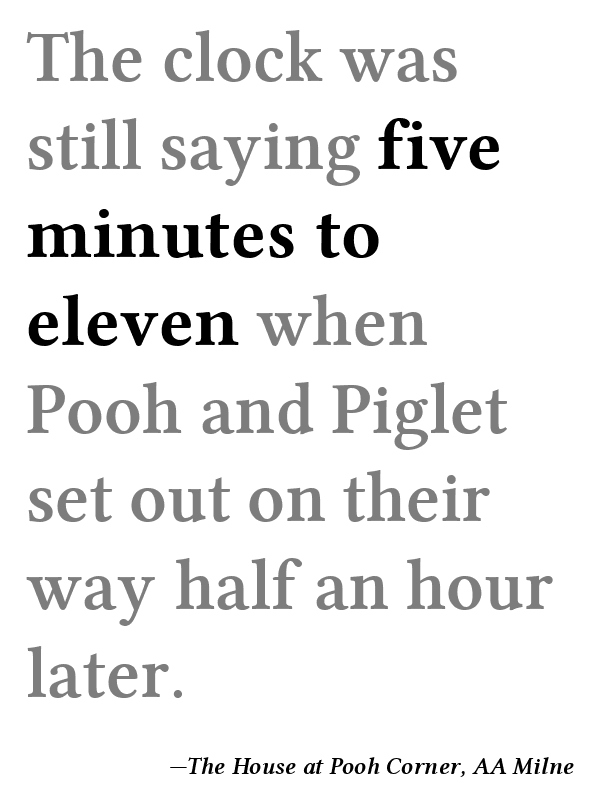 The clock was
still saying five
minutes to
eleven when
Pooh and Piglet
set out on their
way half an hour
later.
—The House at Pooh Corner, AA Milne